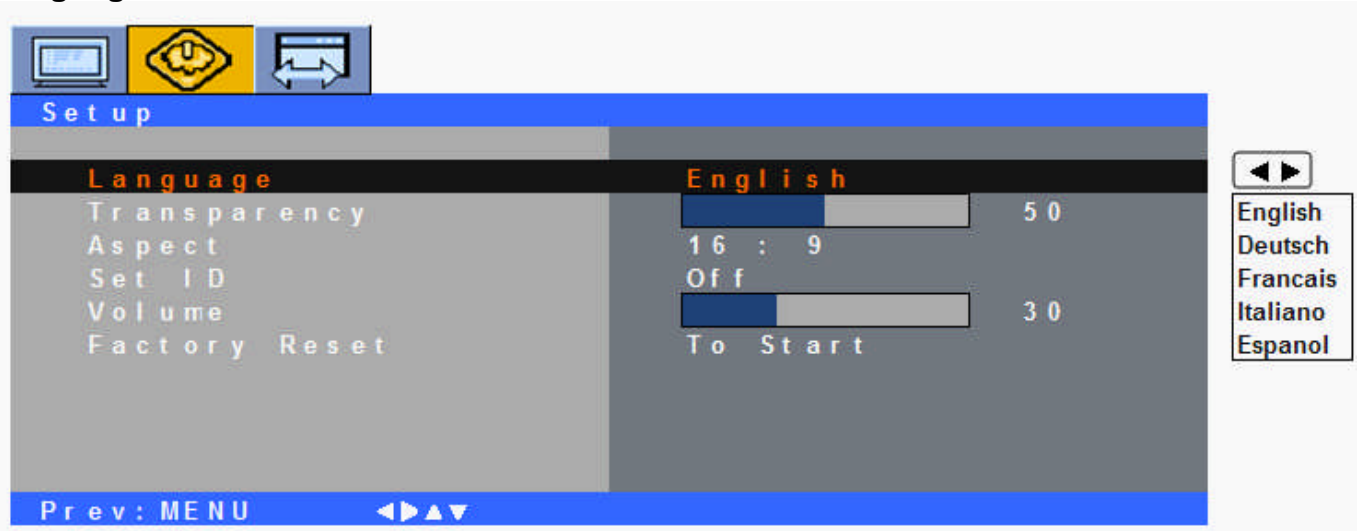 Setup
Language English
Transparency 50
Aspect 16 : 9
Set ID Off
Volume 30
Factory Reset To Start
Prev: MENU ◀▶▲▼
◀ ▶
English
Deutsch
Francais
Italiano
Espanol